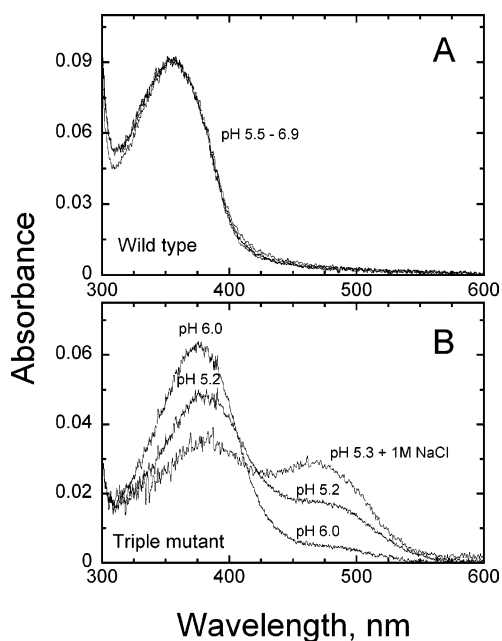 A
0.09
0.06
0.03
0
pH 5.5 - 6.9
Wild type
300 400 500 600
Absorbance
B
0.06
0.04
0.02
0
pH 6.0
pH 5.2
pH 5.3 + 1M NaCl
pH 5.2
pH 6.0
Triple mutant
300 400 500 600
Wavelength, nm